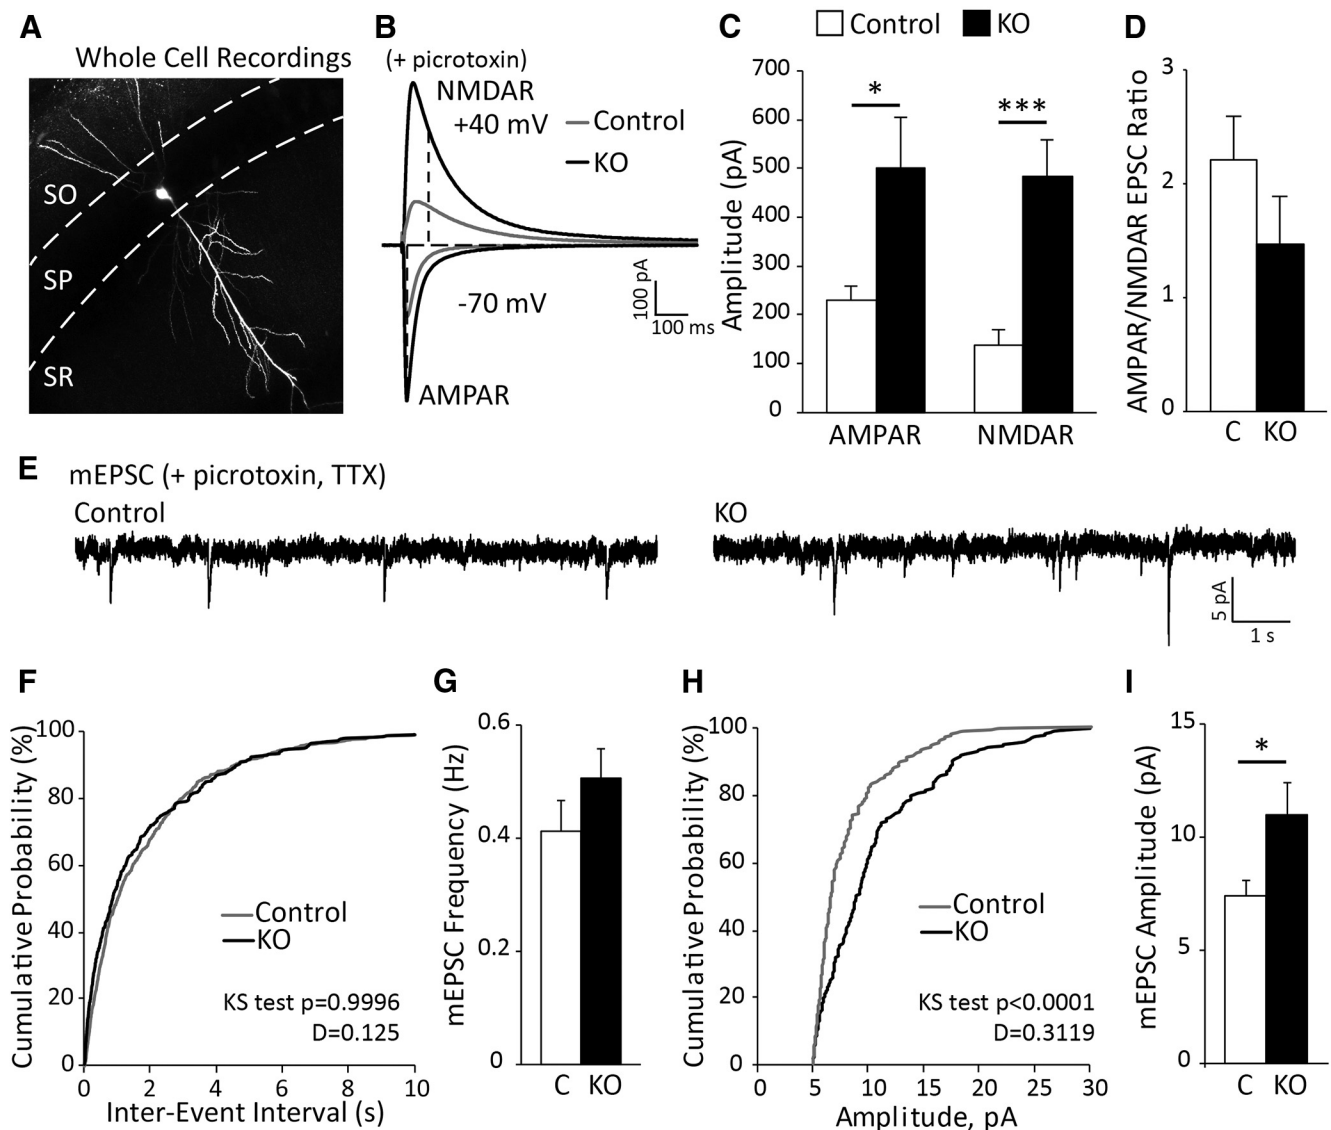 A
Whole Cell Recordings
SO
SP
SR
B
(+ picrotoxin)
NMDAR
+40 mV
Control
KO
-70 mV
AMPAR
100 pA
100 ms
C
Control
KO
Amplitude (pA)
700
600
500
400
300
200
100
0
*
***
AMPAR
NMDAR
D
AMPAR/NMDAR EPSC Ratio
3
2
1
0
C
KO
E
mEPSC (+ picrotoxin, TTX)
Control
KO
5 pA
1 s
F
Cumulative Probability (%)
100
80
60
40
20
0
Control
KO
KS test p=0.9996
D=0.125
0
2
4
6
8
10
Inter-Event Interval (s)
G
mEPSC Frequency (Hz)
0.6
0.4
0.2
0
C
KO
H
Cumulative Probability (%)
100
80
60
40
20
0
Control
KO
KS test p<0.0001
D=0.3119
0
5
10
15
20
25
30
Amplitude, pA
I
mEPSC Amplitude (pA)
15
10
5
0
*
C
KO